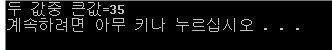 두 값중 큰값=35
계속하려면 아무 키나 누르십시오 . . .